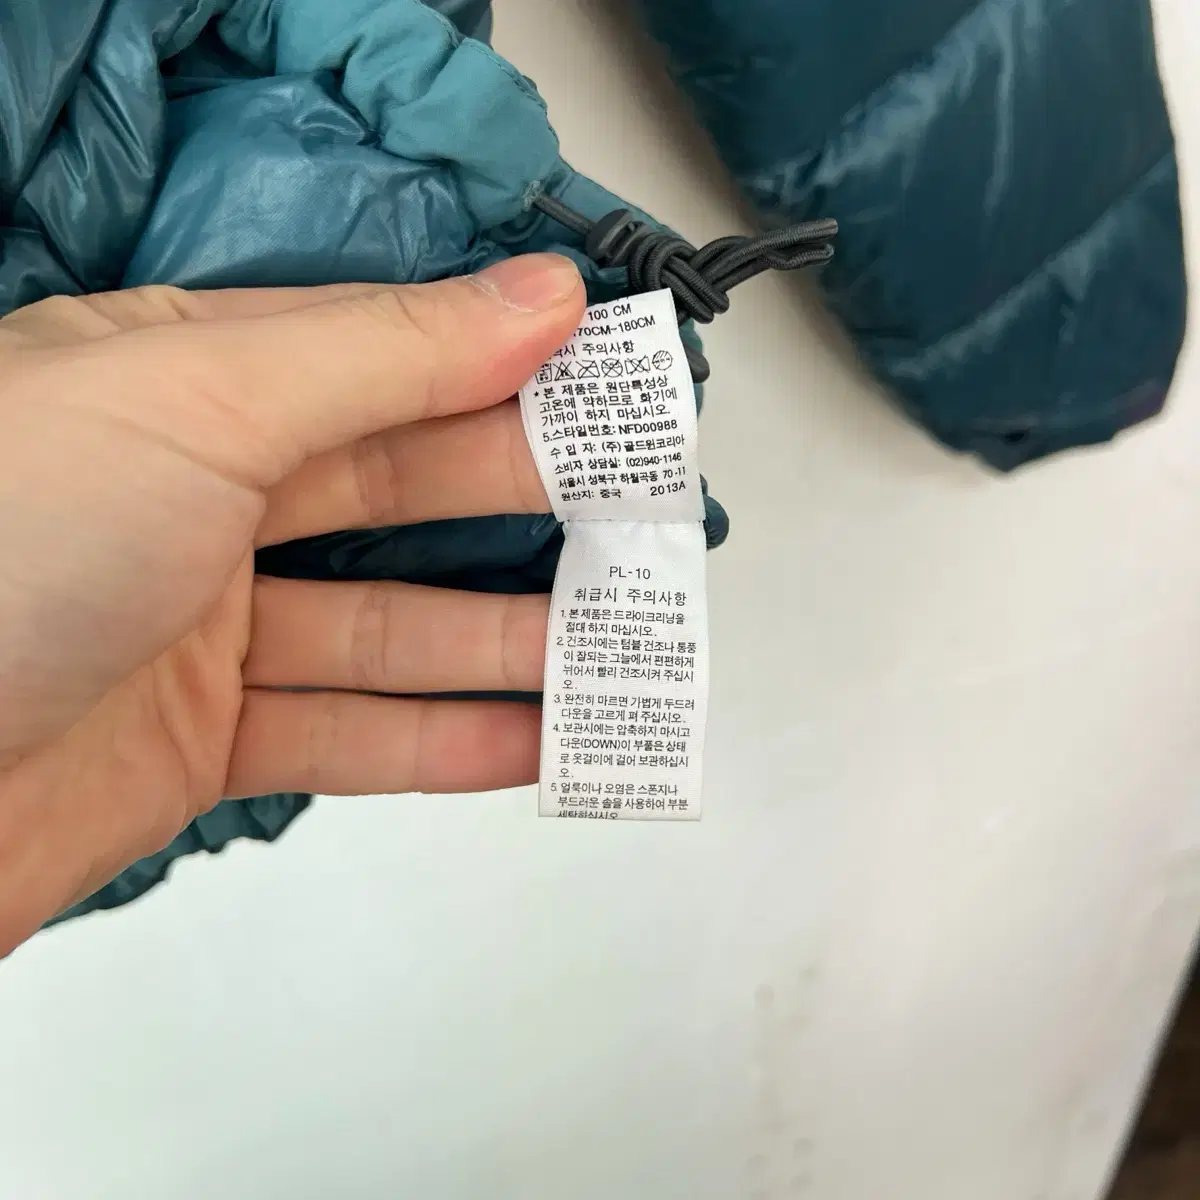 100 CM
170CM-180CM
주의사항
* 본 제품은 원단특성상
고온에 약하므로 화기에
가까이 하지 마십시오.
5.스타일번호: NFD00988
수 입 자: (주)골드윈코리아
소비자 상담실: (02)940-1146
서울시 성북구 하월곡동 70-11
원산지: 중국 2013A
PL-10
취급시 주의사항
1. 본 제품은 드라이크리닝을
절대 하지 마십시오.
2. 건조시에는 텀블 건조나 통풍
이 잘되는 그늘에서 편편하게
뉘어서 빨리 건조시켜 주십시
오.
3. 완전히 마르면 가볍게 두드려
다운을 고르게 펴 주십시오.
4. 보관시에는 압축하지 마시고
다운(DOWN)이 부풀은 상태
로 옷걸이에 걸어 보관하십시
오.
5. 얼룩이나 오염은 스폰지나
부드러운 솔을 사용하여 부분
세탁하십시오